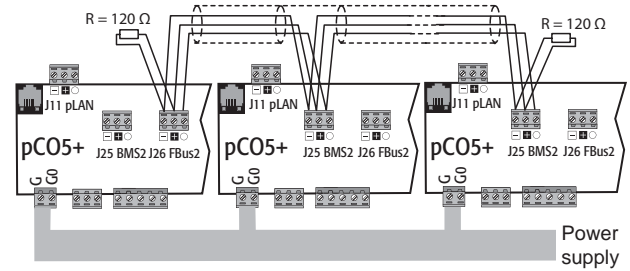 R = 120 Ω
R = 120 Ω
J11 pLAN
J11 pLAN
J11 pLAN
pCO5+
J25 BMS2 J26 FBus2
pCO5+
J25 BMS2 J26 FBus2
pCO5+
J25 BMS2 J26 FBus2
G
G0
G
G0
G
G0
Power
supply